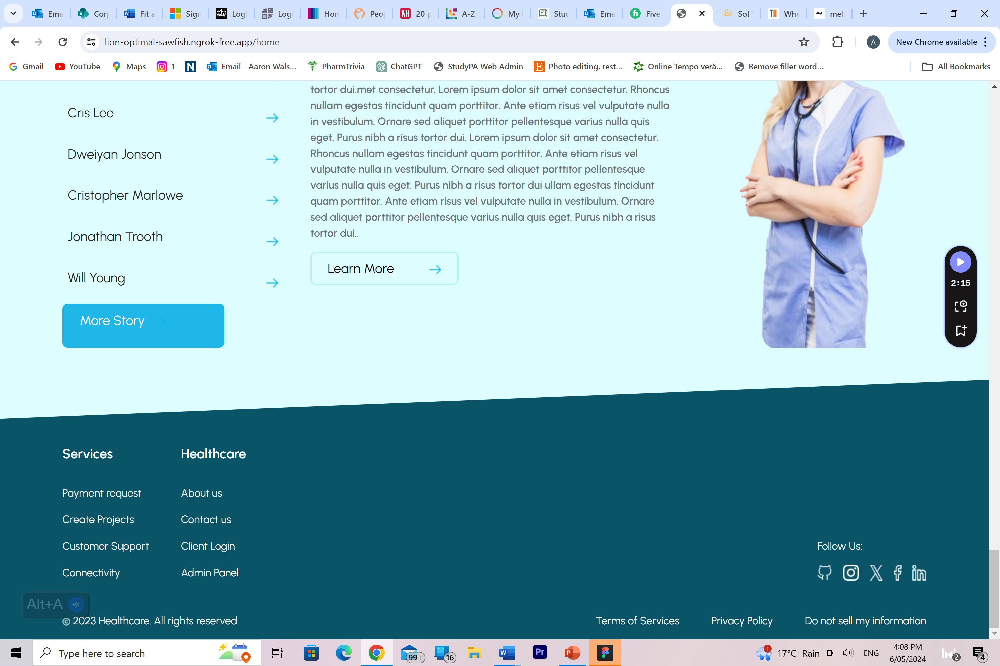 Ema
Corp
Fit a
Sign
Logi
Logi
Hon
Peop
WH 20 p
A-Z
My
Stud
Ema
Five
Sol
TR Whe
meli
lion-optimal-sawfish.ngrok-free.app/home
A
New Chrome available
Gmail
YouTube
Maps
1
N
Email - Aaron Wals...
PharmTrivia
ChatGPT
StudyPA Web Admin
E Photo editing, rest...
Online Tempo verä...
Remove filler word...
All Bookmarks
Cris Lee
Dweiyan Jonson
Cristopher Marlowe
Jonathan Trooth
Will Young
More Story
tortor dui.met consectetur. Lorem ipsum dolor sit amet consectetur. Rhoncus
nullam egestas tincidunt quam porttitor. Ante etiam risus vel vulputate nulla
in vestibulum. Ornare sed aliquet porttitor pellentesque varius nulla quis
eget. Purus nibh a risus tortor dui. Lorem ipsum dolor sit amet consectetur.
Rhoncus nullam egestas tincidunt quam porttitor. Ante etiam risus vel
vulputate nulla in vestibulum. Ornare sed aliquet porttitor pellentesque
varius nulla quis eget. Purus nibh a risus tortor dui ullam egestas tincidunt
quam porttitor. Ante etiam risus vel vulputate nulla in vestibulum. Ornare
sed aliquet porttitor pellentesque varius nulla quis eget. Purus nibh a risus
tortor dui..
Learn More
2:15
Services
Payment request
Create Projects
Customer Support
Connectivity
Healthcare
About us
Contact us
Client Login
Admin Panel
Follow Us:
Alt+A
© 2023 Healthcare. All rights reserved
Terms of Services
Privacy Policy
Do not sell my information
Type here to search
99+
16
W
Pr
P
1
17°C Rain
ENG
4:08 PM
6/05/2024
2
4